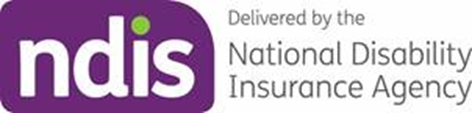 ndis
Delivered by the
National Disability
Insurance Agency